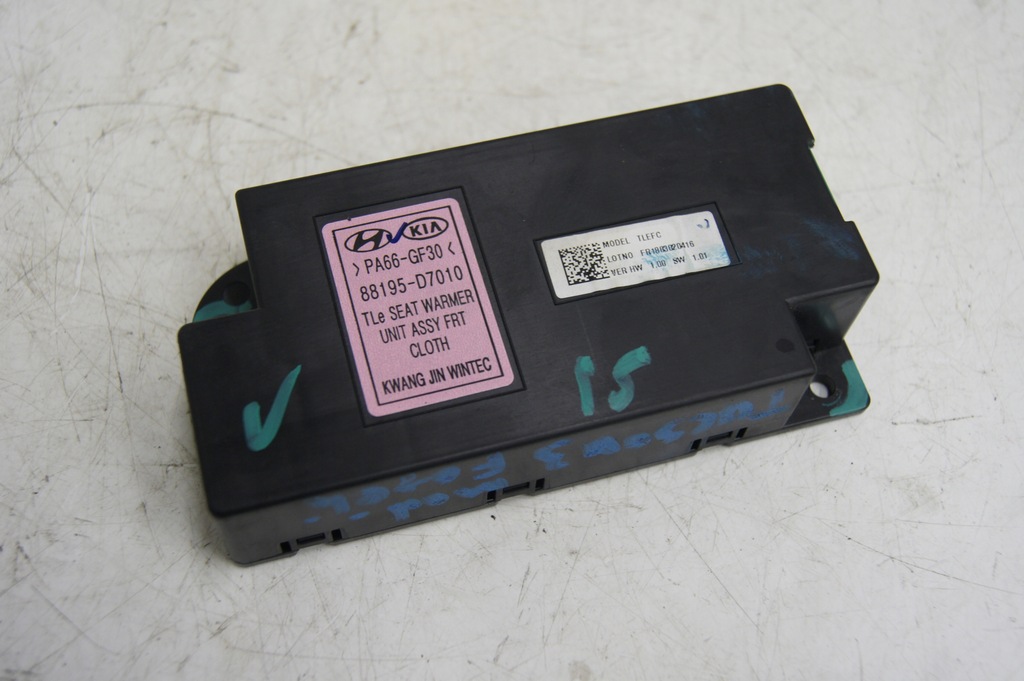 KIA
>PA66-GF30<
88195-D7010
TLe SEAT WARMER
UNIT ASSY FRT
CLOTH
KWANG JIN WINTEC
MODEL TLEFC
LOTNO
VER HW 1.00 SW 1.01
15